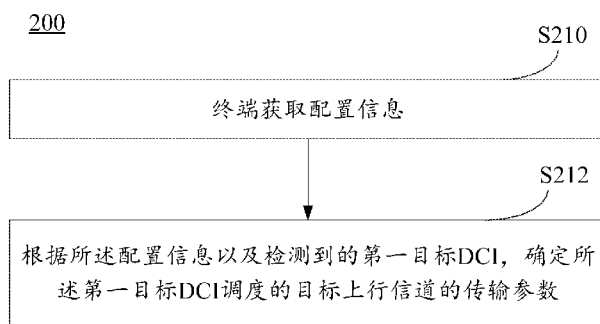 200
S210
终端获取配置信息
S212
根据所述配置信息以及检测到的第一目标DCI，确定所
述第一目标DCI调度的目标上行信道的传输参数